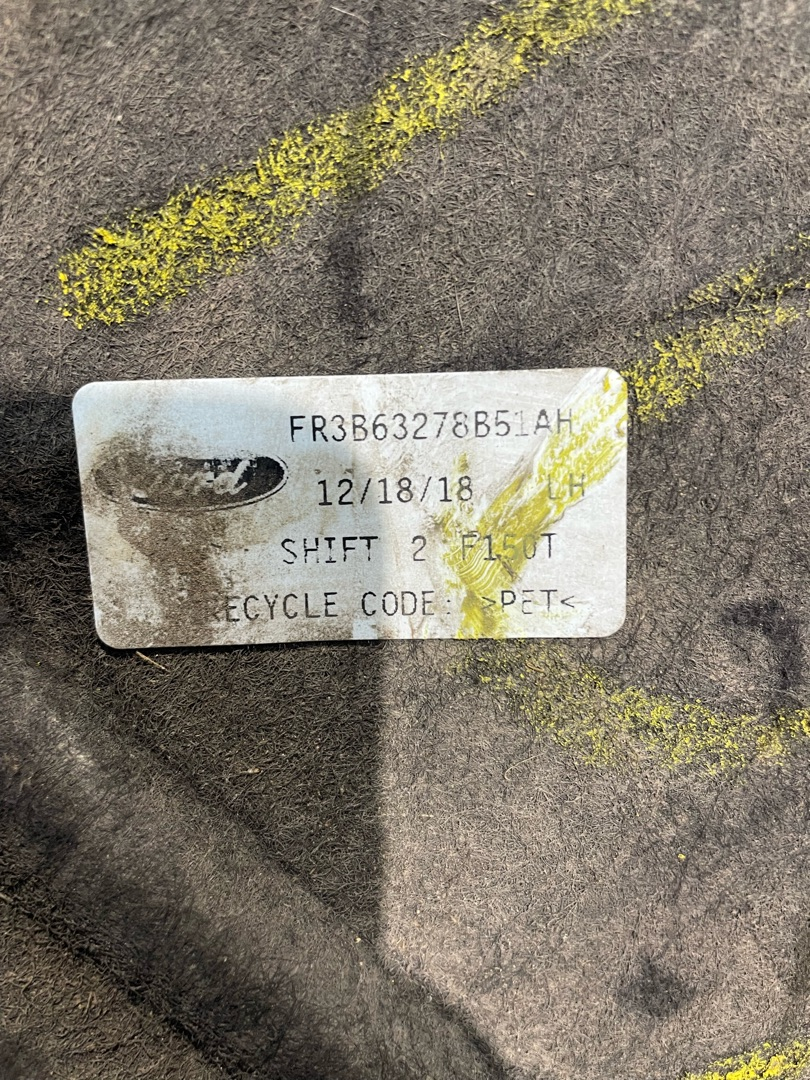 FR3B63278B51AH
Ford
12/18/18 LH
SHIFT 2 F150T
RECYCLE CODE: >PET<